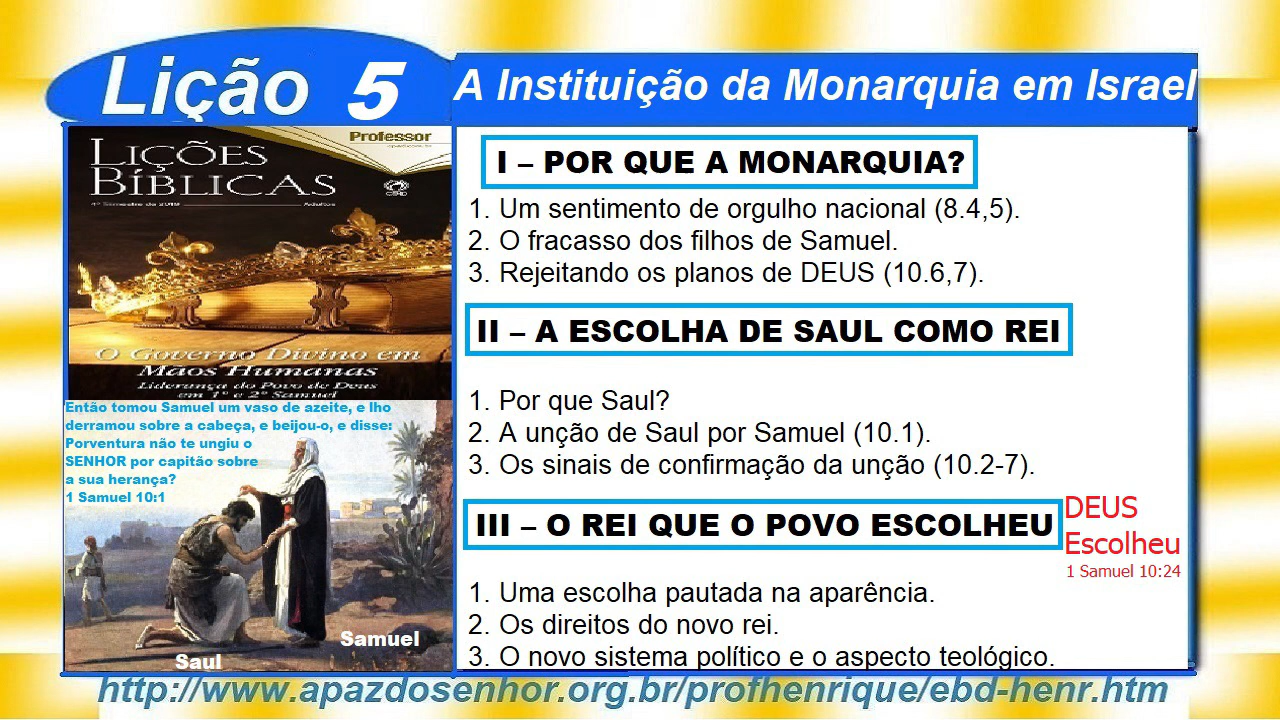 Lição 5
A Instituição da Monarquia em Israel
Professor
LIÇÕES
BÍBLICAS
4º Semestre de 2019
Adultos
CPAD
O Governo Divino em
Mãos Humanas
Liderança do Povo de Deus
em 1º e 2º Samuel
Então tomou Samuel um vaso de azeite, e lho
derramou sobre a cabeça, e beijou-o, e disse:
Porventura não te ungiu o
SENHOR por capitão sobre
a sua herança?
1 Samuel 10:1
Samuel
Saul
I – POR QUE A MONARQUIA?
1. Um sentimento de orgulho nacional (8.4,5).
2. O fracasso dos filhos de Samuel.
3. Rejeitando os planos de DEUS (10.6,7).
II – A ESCOLHA DE SAUL COMO REI
1. Por que Saul?
2. A unção de Saul por Samuel (10.1).
3. Os sinais de confirmação da unção (10.2-7).
III – O REI QUE O POVO ESCOLHEU
DEUS
Escolheu
1 Samuel 10:24
1. Uma escolha pautada na aparência.
2. Os direitos do novo rei.
3. O novo sistema político e o aspecto teológico.
http://www.apazdosenhor.org.br/profhenrique/ebd-henr.htm